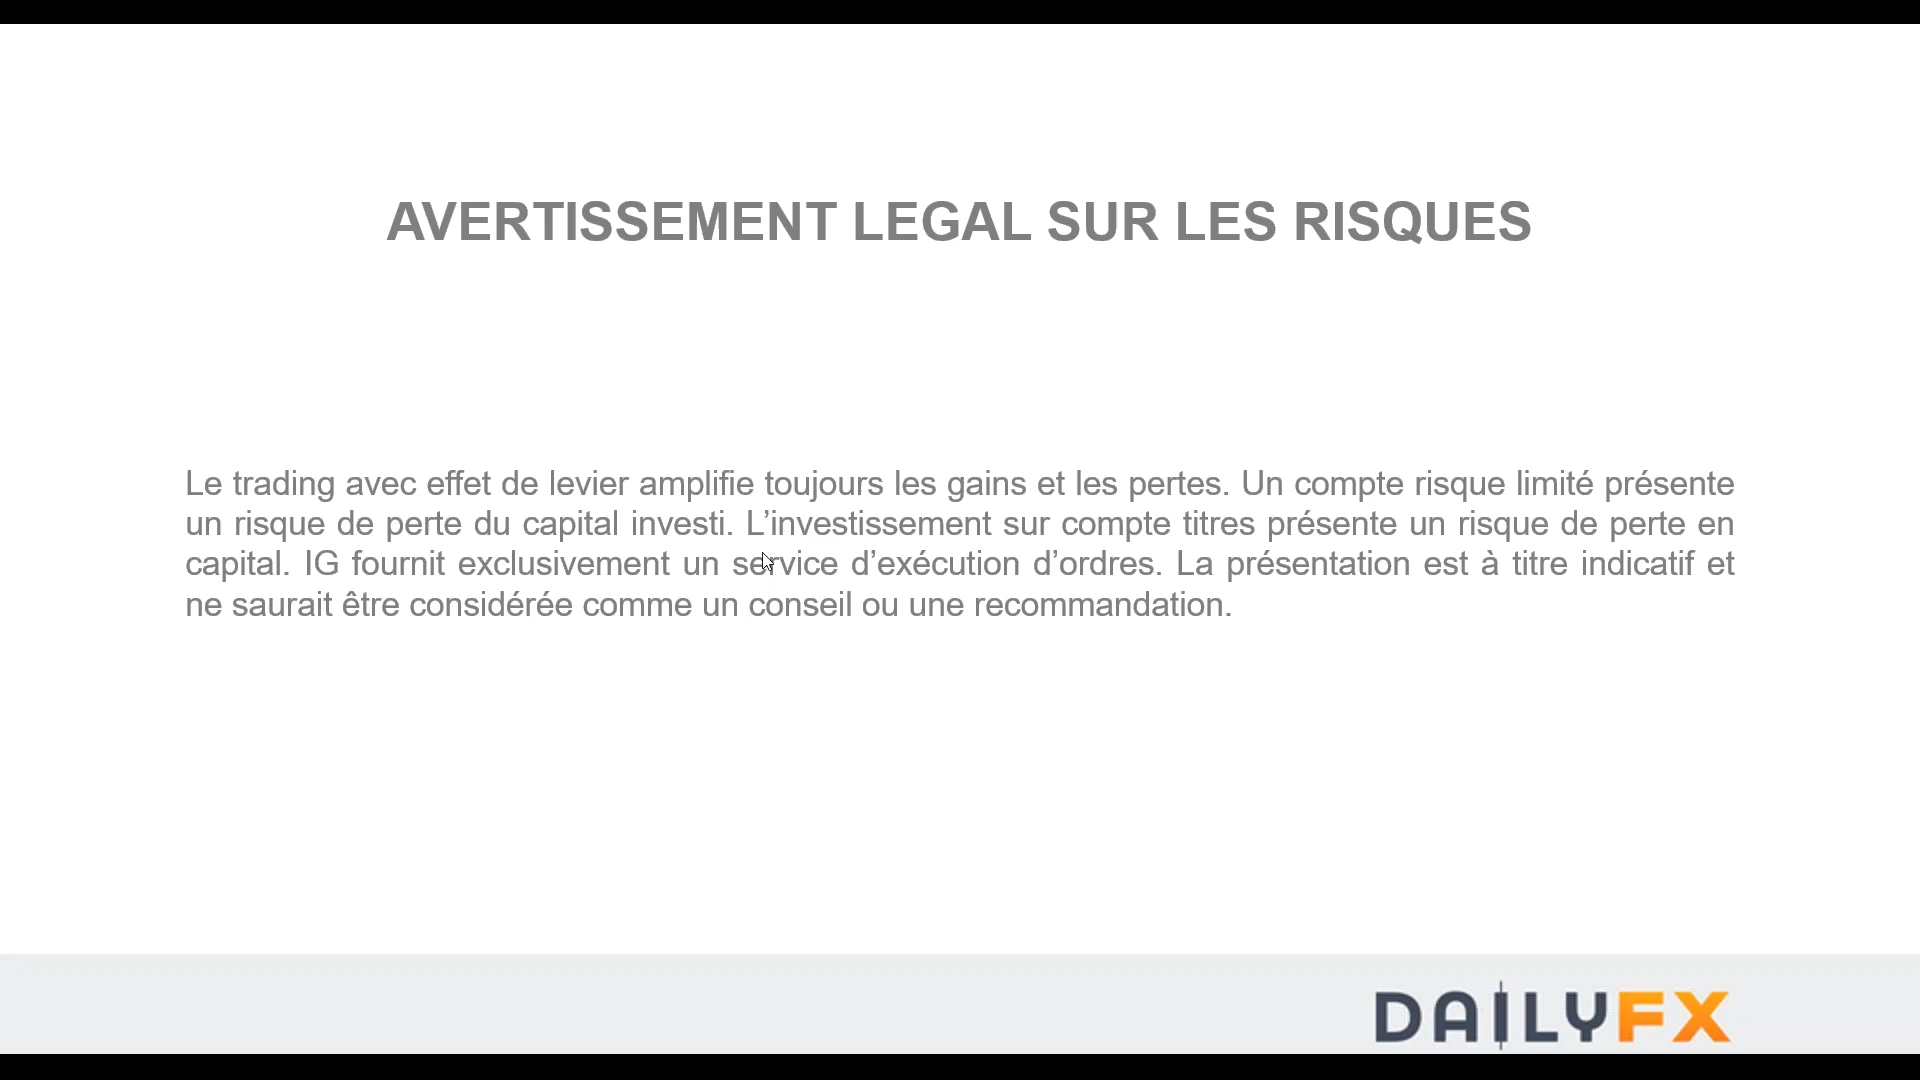 AVERTISSEMENT LEGAL SUR LES RISQUES
Le trading avec effet de levier amplifie toujours les gains et les pertes. Un compte risque limité présente
un risque de perte du capital investi. L’investissement sur compte titres présente un risque de perte en
capital. IG fournit exclusivement un service d’exécution d’ordres. La présentation est à titre indicatif et
ne saurait être considérée comme un conseil ou une recommandation.
DAILYFX